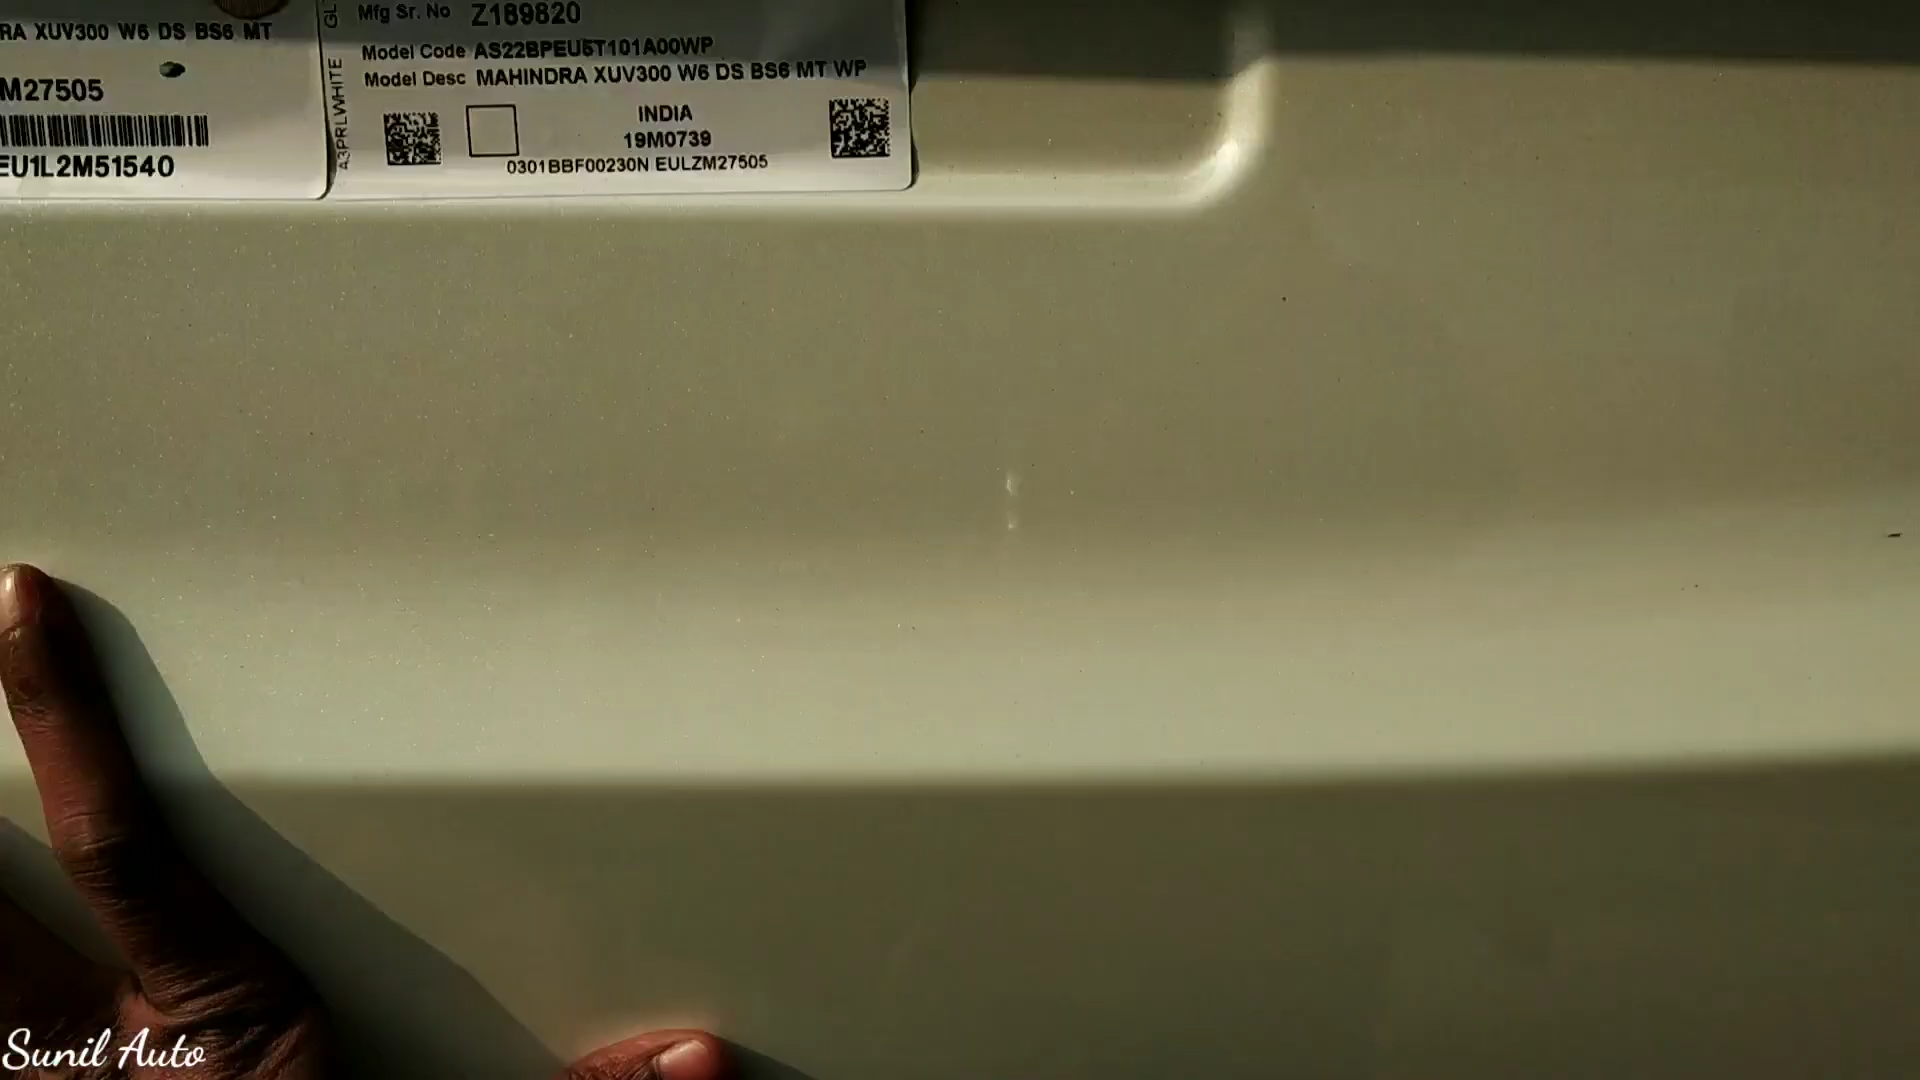 RA XUV300 W6 DS BS6 MT
M27505
EU1L2M51540
A3PRLWHITE GL
Mfg Sr. No Z189820
Model Code AS22BPEU5T101A00WP
Model Desc MAHINDRA XUV300 W6 DS BS6 MT WP
INDIA
19M0739
0301BBF00230N EULZM27505
Sunil Auto